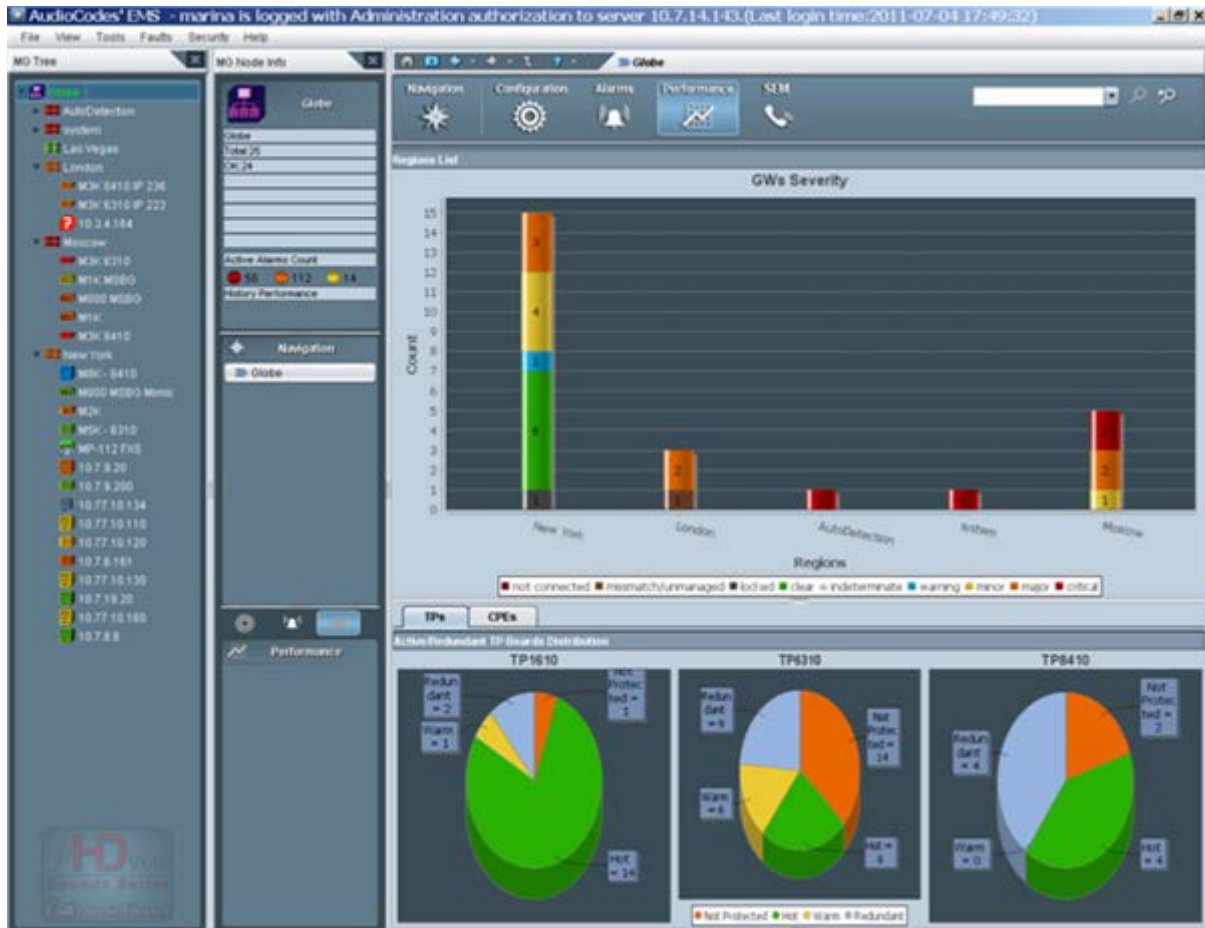 AudioCodes' EMS - marina is logged with Administration authorization to server 10.7.14.143.(Last login time:2011-07-04 17:49:32)
File View Tools Faults Security Help
MO Tree
Globe
AutoDetection
system
Las Vegas
London
M3K 8410 IP 236
M3K 6310 IP 223
10.3.4.184
Moscow
M3K 6310
M1K MSBG
M800 MSBG
M1K
M3K 8410
New York
M8K - 8410
M800 MSBG Mimic
M2K
M5K - 6310
MP-112 FXS
10.7.9.20
10.7.9.200
10.77.10.134
10.77.10.110
10.77.10.120
10.7.6.161
10.77.10.130
10.7.19.20
10.77.10.160
10.7.8.8
MO Node Info
Globe
Globe
Total 25
OK 24
Active Alarms Count
58 112 14
History Performance
Navigation
Globe
Performance
Globe
Navigation Configuration Alarms Performance SEM
Regions List
GWs Severity
Count
15
14
13
12
11
10
9
8
7
6
5
4
3
2
1
0
3
4
1
6
1
2
1
2
1
New York London AutoDetection system Moscow
Regions
not connected mismatch/unmanaged locked clear indeterminate warning minor major critical
TPs CPEs
Active/Redundant TP Boards Distribution
TP1610
Redundant = 2
Not Protected = 1
Warm = 1
Hot = 14
TP6310
Redundant = 9
Not Protected = 14
Warm = 6
Hot = 9
TP8410
Not Protected = 2
Redundant = 4
Warm = 0
Hot = 4
Not Protected Hot Warm Redundant
HD VoIP
Sounds Better